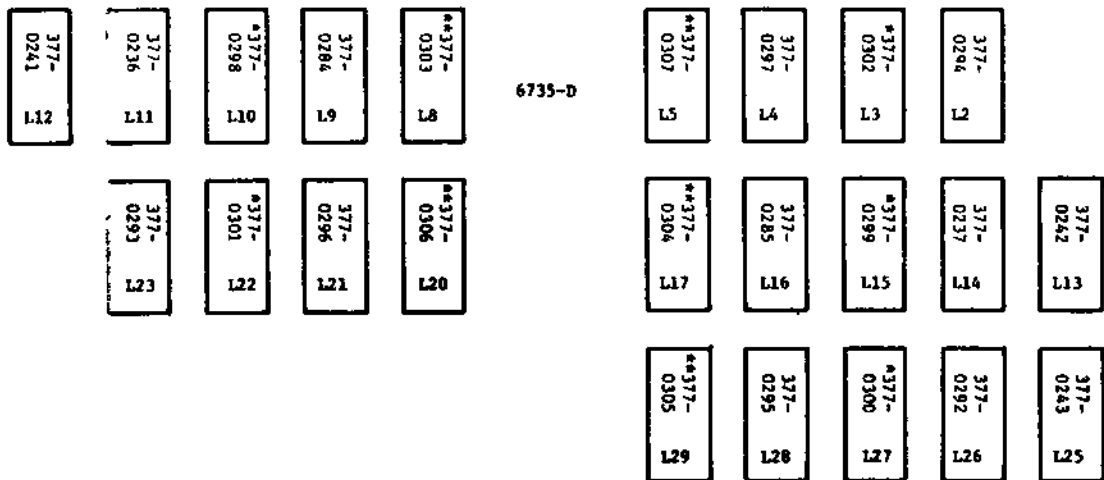 377-
0241
L12
377-
0236
L11
*377-
0298
L10
377-
0284
L9
**377-
0303
L8
6735-D
**377-
0307
L5
377-
0297
L4
*377-
0302
L3
377-
0294
L2
377-
0293
L23
*377-
0301
L22
377-
0296
L21
**377-
0306
L20
**377-
0304
L17
377-
0285
L16
*377-
0299
L15
377-
0237
L14
377-
0242
L13
**377-
0305
L29
377-
0295
L28
*377-
0300
L27
377-
0292
L26
377-
0243
L25